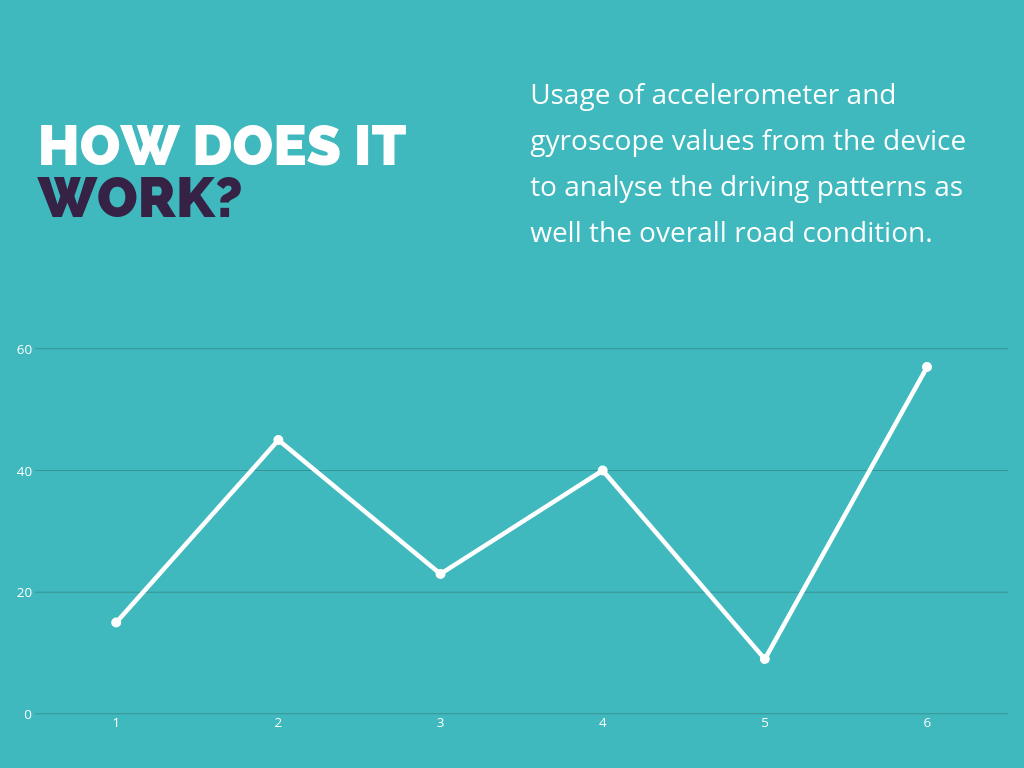 HOW DOES IT
WORK?
Usage of accelerometer and
gyroscope values from the device
to analyse the driving patterns as
well the overall road condition.
60
40
20
0
1 2 3 4 5 6